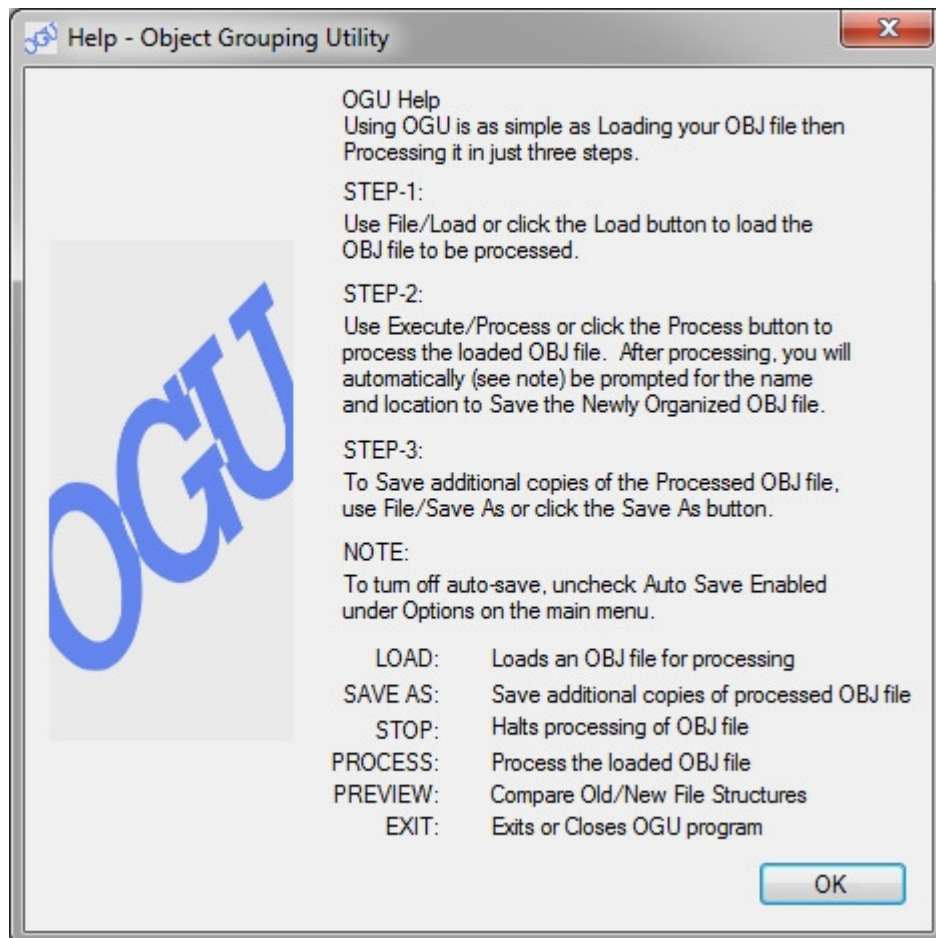 Help - Object Grouping Utility
OGU Help
Using OGU is as simple as Loading your OBJ file then
Processing it in just three steps.
STEP-1:
Use File/Load or click the Load button to load the
OBJ file to be processed.
STEP-2:
Use Execute/Process or click the Process button to
process the loaded OBJ file.  After processing, you will
automatically (see note) be prompted for the name
and location to Save the Newly Organized OBJ file.
STEP-3:
To Save additional copies of the Processed OBJ file,
use File/Save As or click the Save As button.
NOTE:
To turn off auto-save, uncheck Auto Save Enabled
under Options on the main menu.
LOAD: Loads an OBJ file for processing
SAVE AS: Save additional copies of processed OBJ file
STOP: Halts processing of OBJ file
PROCESS: Process the loaded OBJ file
PREVIEW: Compare Old/New File Structures
EXIT: Exits or Closes OGU program
OGU
OK